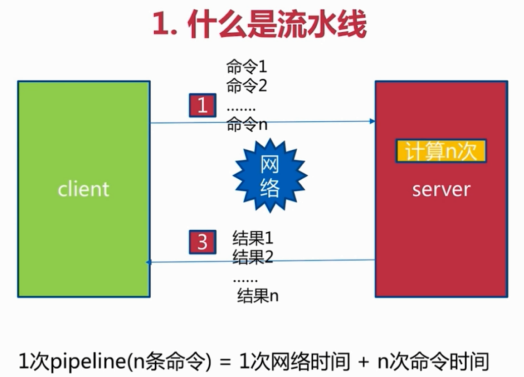 1. 什么是流水线
命令1
命令2
.......
命令n
1
计算n次
网
络
client
server
3
结果1
结果2
......
结果n
1次pipeline(n条命令) = 1次网络时间 + n次命令时间